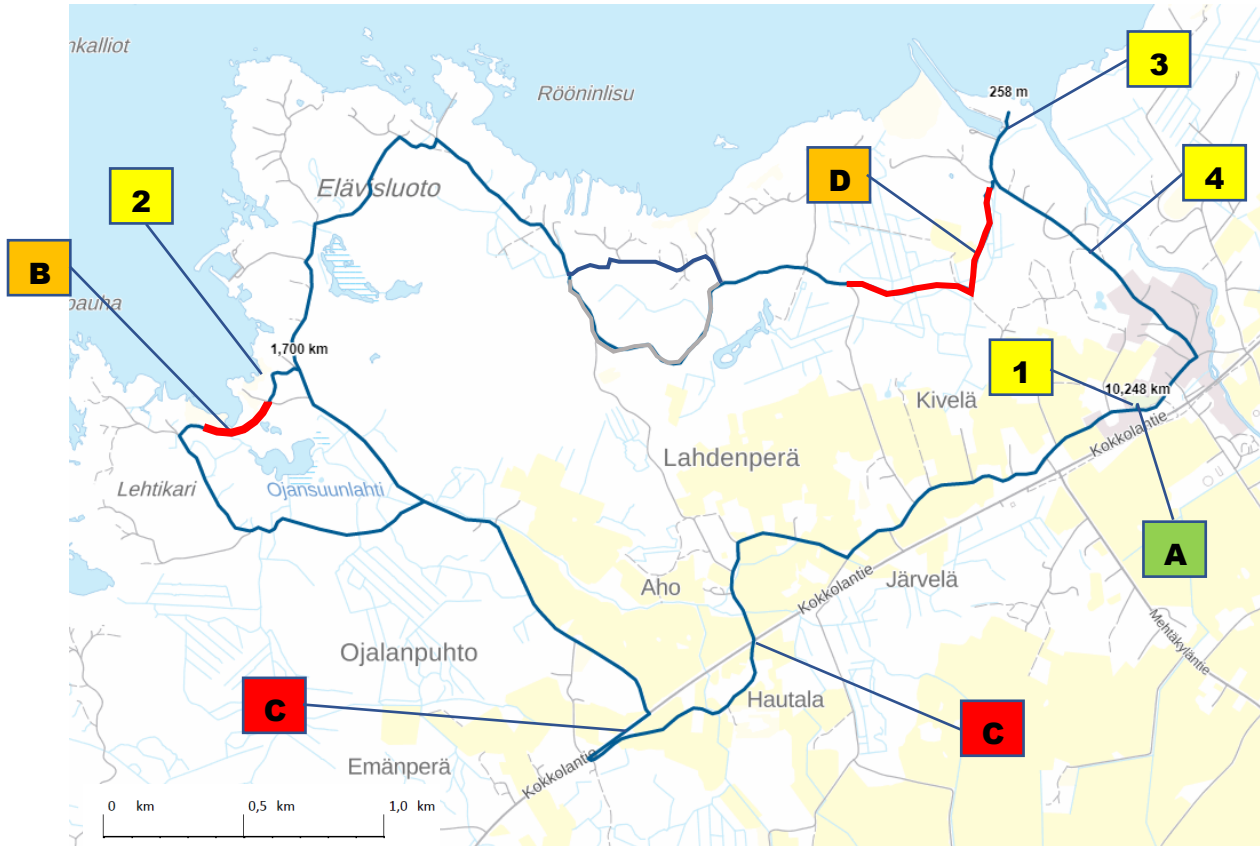 nkalliot
Rööninlisu
3
258 m
D
4
Elävisluoto
2
B
pauha
1,700 km
1
10,248 km
Kivelä
Kokkolantie
Lahdenperä
Lehtikari
Ojansuunlahti
A
Aho
Kokkolantie
Järvelä
Mehtäkyläntie
Ojalanpuhto
C
Hautala
C
Emänperä
Kokkolantie
0 km 0,5 km 1,0 km